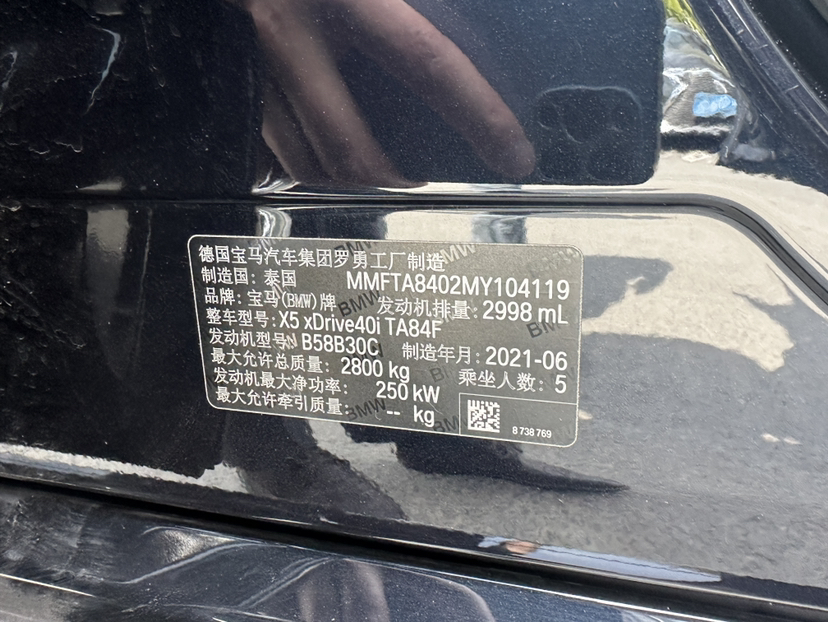 德国宝马汽车集团罗勇工厂制造
制造国：泰国 MMFTA8402MY104119
品牌：宝马(BMW)牌 发动机排量：2998 mL
整车型号：X5 xDrive40i TA84F
发动机型号：B58B30C 制造年月：2021-06
最大允许总质量：2800 kg 乘坐人数：5
发动机最大净功率：250 kW
最大允许牵引质量：-- kg
8 738 769